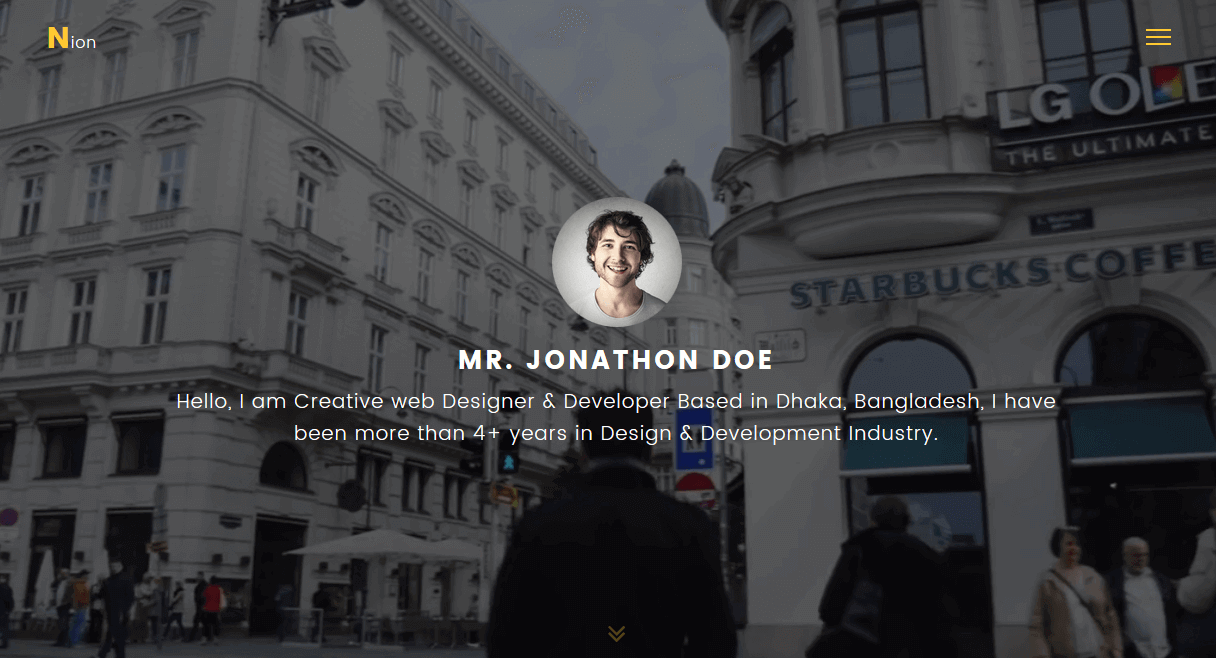 Nion
LG OLE
THE ULTIMATE
STARBUCKS COFFE
MR. JONATHON DOE
Hello, I am Creative web Designer & Developer Based in Dhaka, Bangladesh, I have
been more than 4+ years in Design & Development Industry.